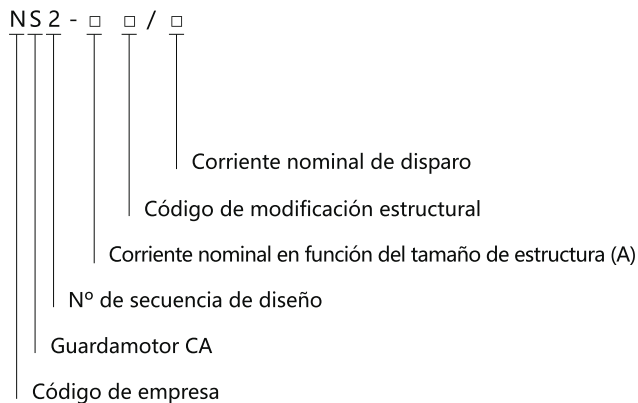 NS2-□ □ / □
Corriente nominal de disparo
Código de modificación estructural
Corriente nominal en función del tamaño de estructura (A)
Nº de secuencia de diseño
Guardamotor CA
Código de empresa